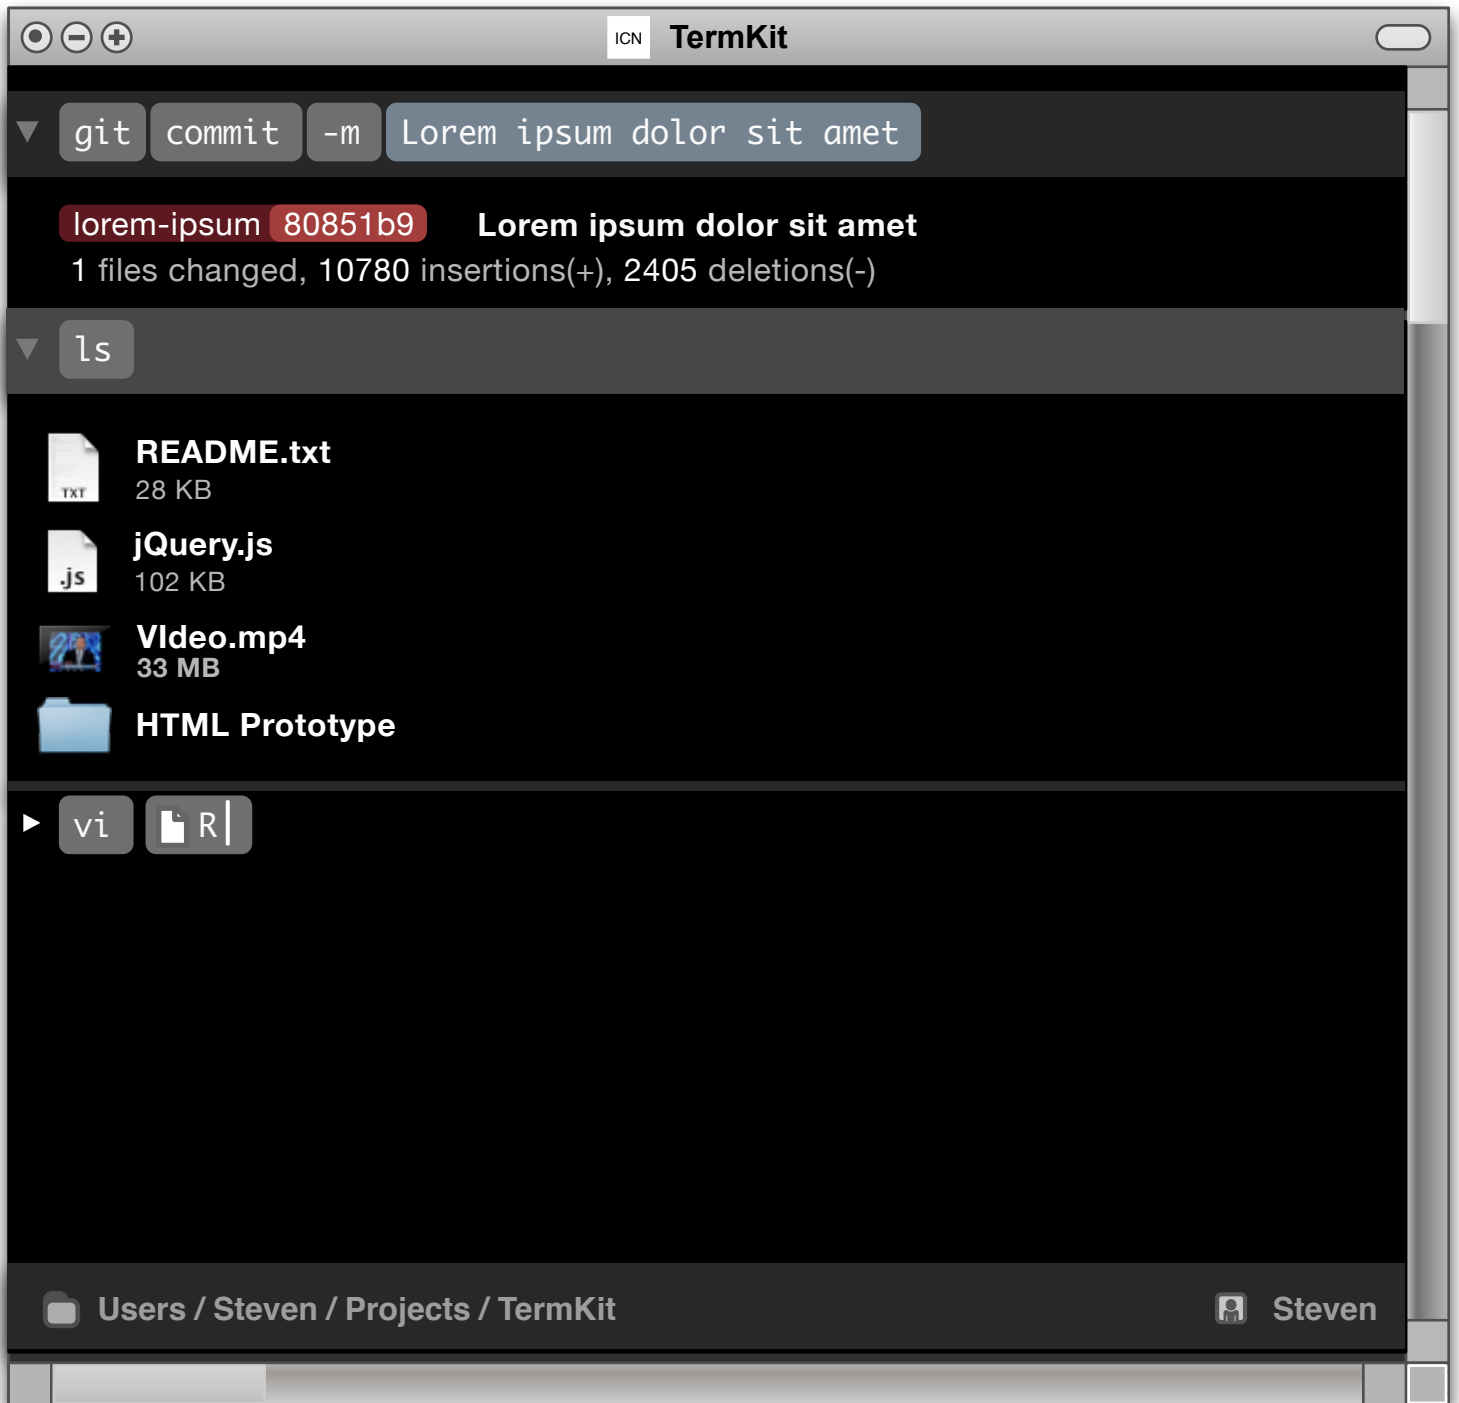 ICN TermKit
git commit -m Lorem ipsum dolor sit amet
lorem-ipsum 80851b9 Lorem ipsum dolor sit amet
1 files changed, 10780 insertions(+), 2405 deletions(-)
ls
README.txt
TXT
28 KB
jQuery.js
.js
102 KB
VIdeo.mp4
33 MB
HTML Prototype
vi R
Users / Steven / Projects / TermKit
Steven